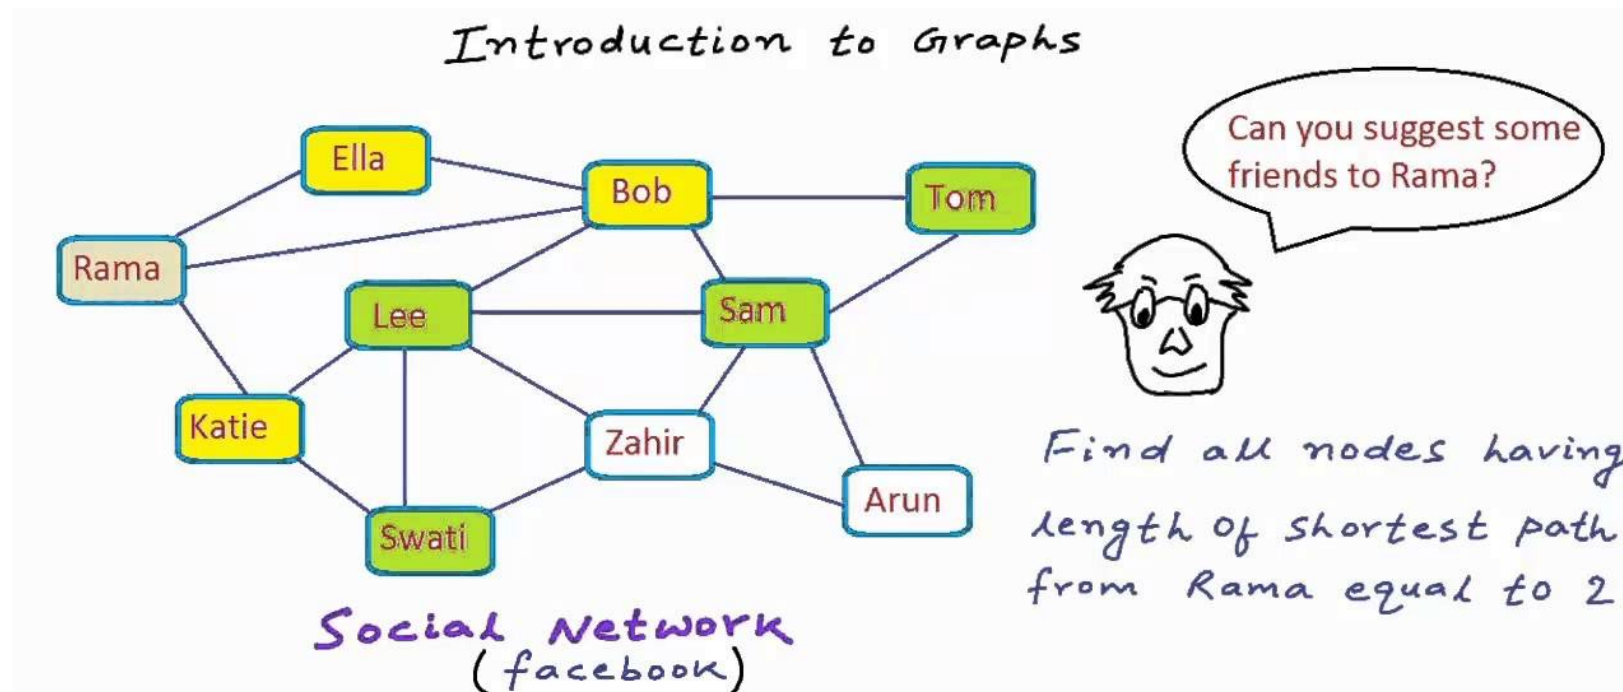 Introduction to Graphs
Can you suggest some
friends to Rama?
Ella
Bob
Tom
Rama
Lee
Sam
Katie
Zahir
Arun
Swati
Find all nodes having
length of shortest path
from Rama equal to 2
Social Network
(facebook)